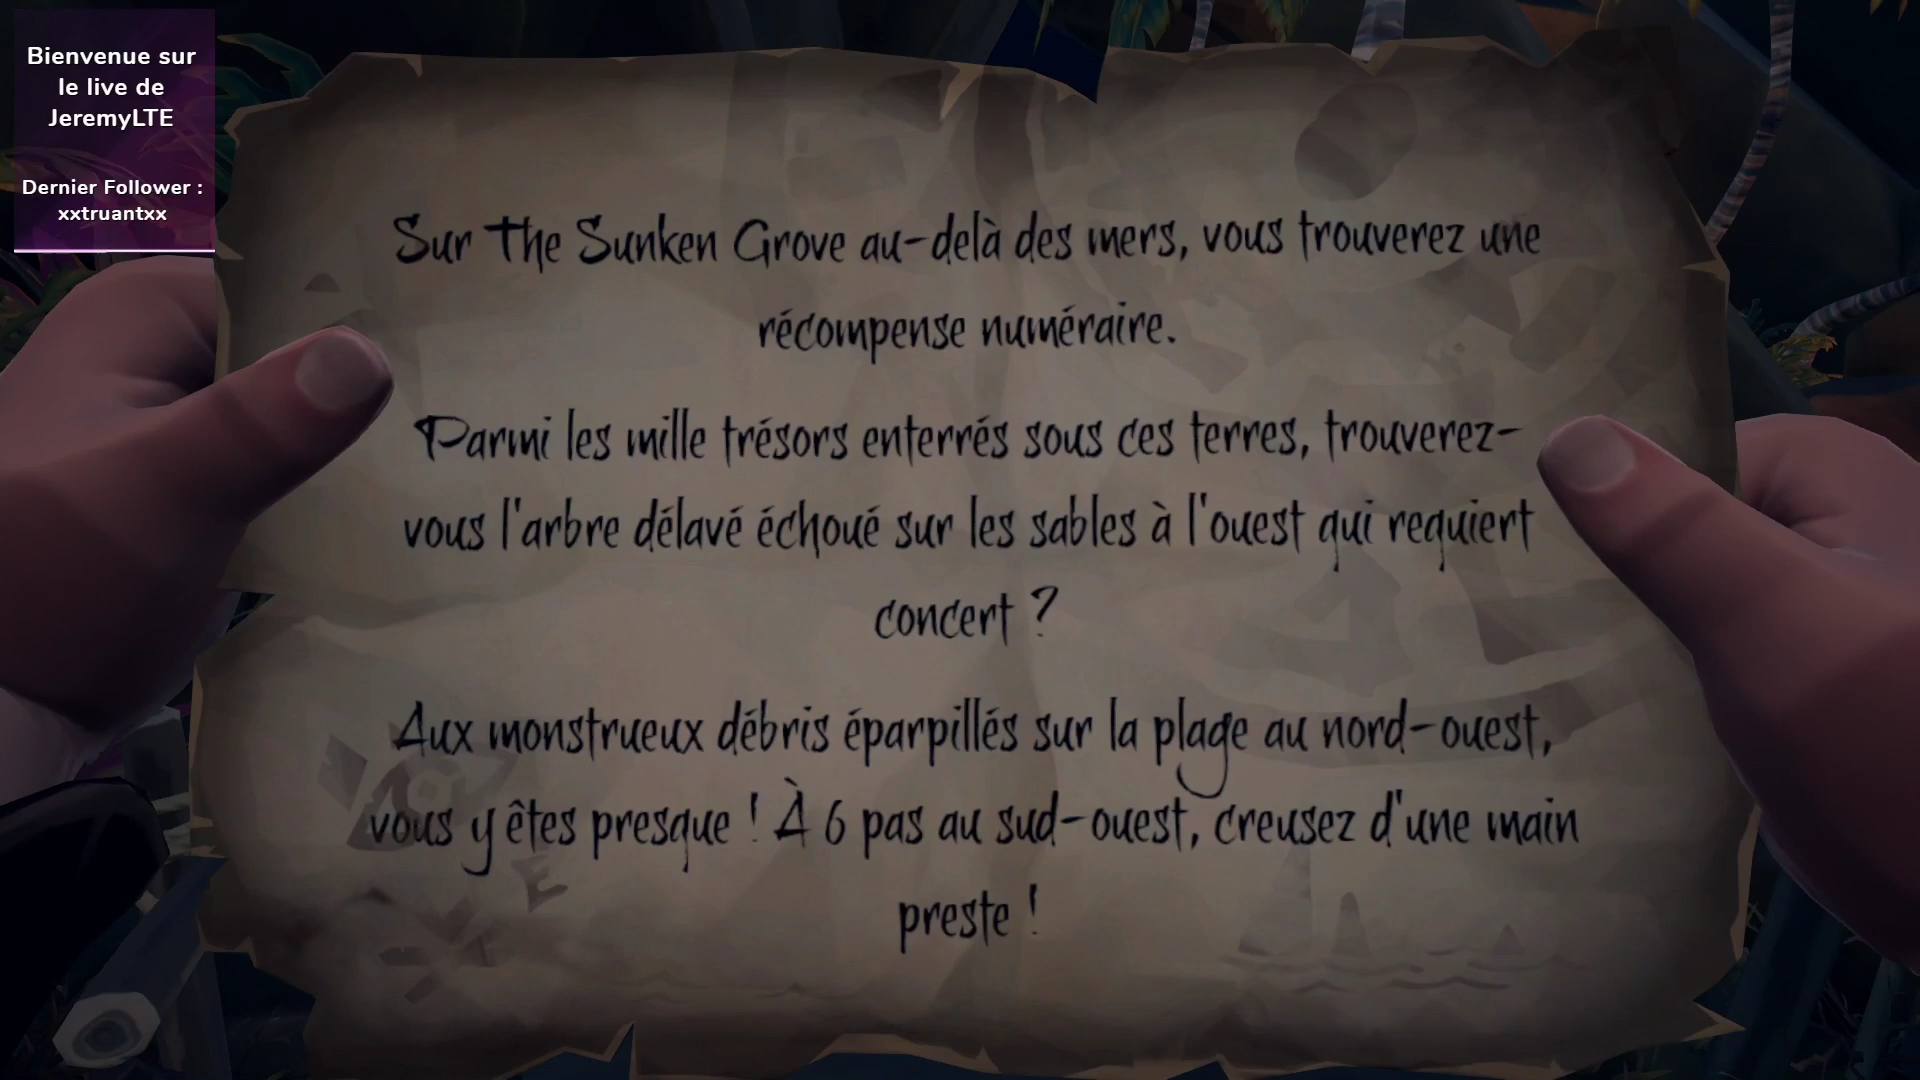 Bienvenue sur
le live de
JeremyLTE
Dernier Follower :
xxtruantxx
Sur The Sunken Grove au-delà des mers, vous trouverez une
récompense numéraire.
Parmi les mille trésors enterrés sous ces terres, trouverez-
vous l'arbre délavé échoué sur les sables à l'ouest qui requiert
concert ?
Aux monstrueux débris éparpillés sur la plage au nord-ouest,
vous y êtes presque ! À 6 pas au sud-ouest, creusez d'une main
preste !